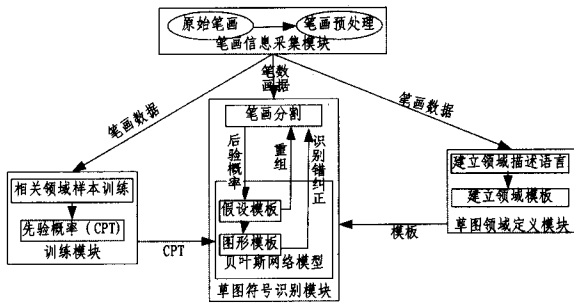 原始笔画
笔画预处理
笔画信息采集模块
笔画数据
笔数
画据
笔画数据
笔画分割
后验概率
重组
识别错纠正
假设模板
图形模板
贝叶斯网络模型
草图符号识别模块
相关领域样本训练
先验概率(CPT)
训练模块
CPT
建立领域描述语言
建立领域模板
草图领域定义模块
模板